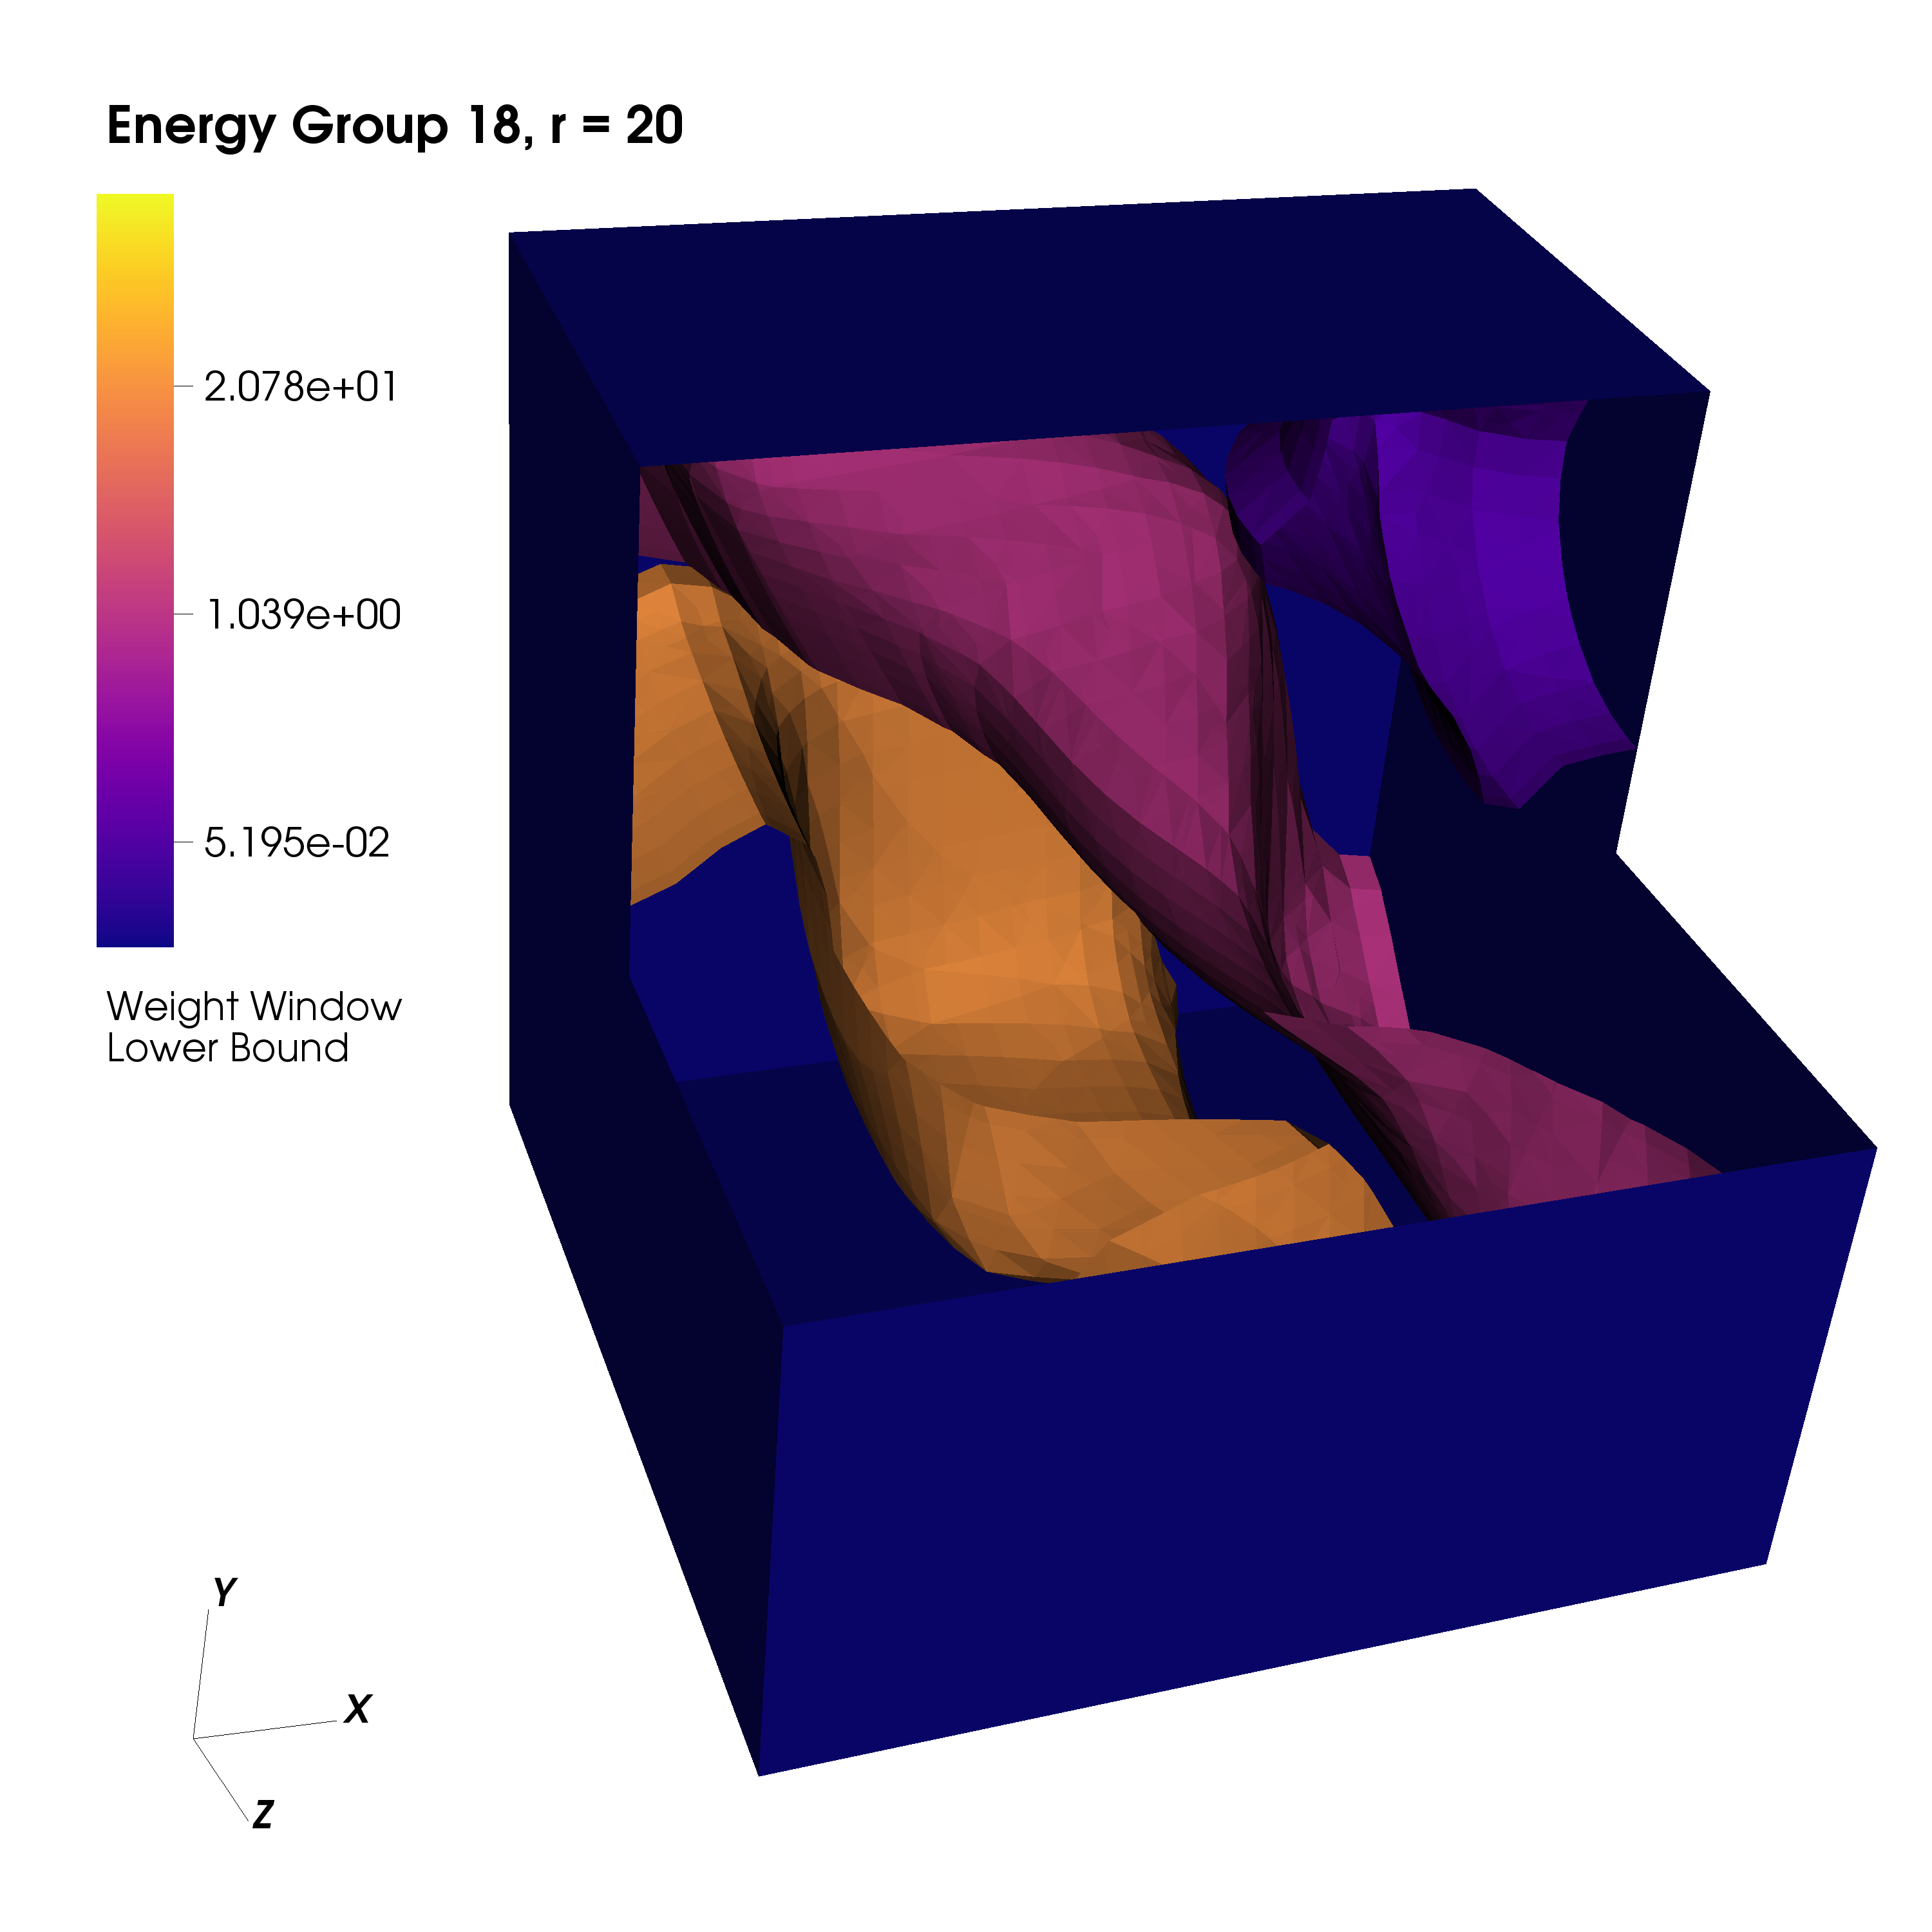 Energy Group 18, r = 20
2.078e+01
1.039e+00
5.195e-02
Weight Window
Lower Bound
Y
X
Z